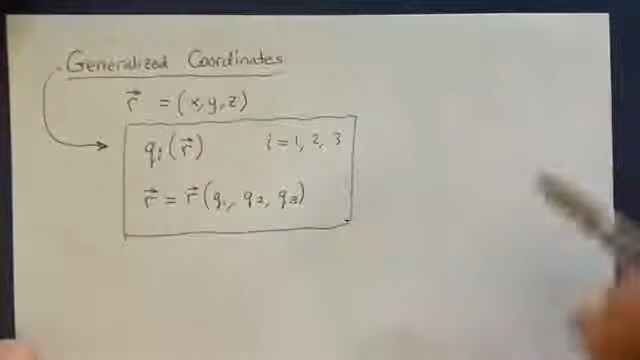 Generalized Coordinates
r⃗ = (x, y, z)
qᵢ(r⃗) i = 1, 2, 3
r⃗ = r⃗(q₁, q₂, q₃)